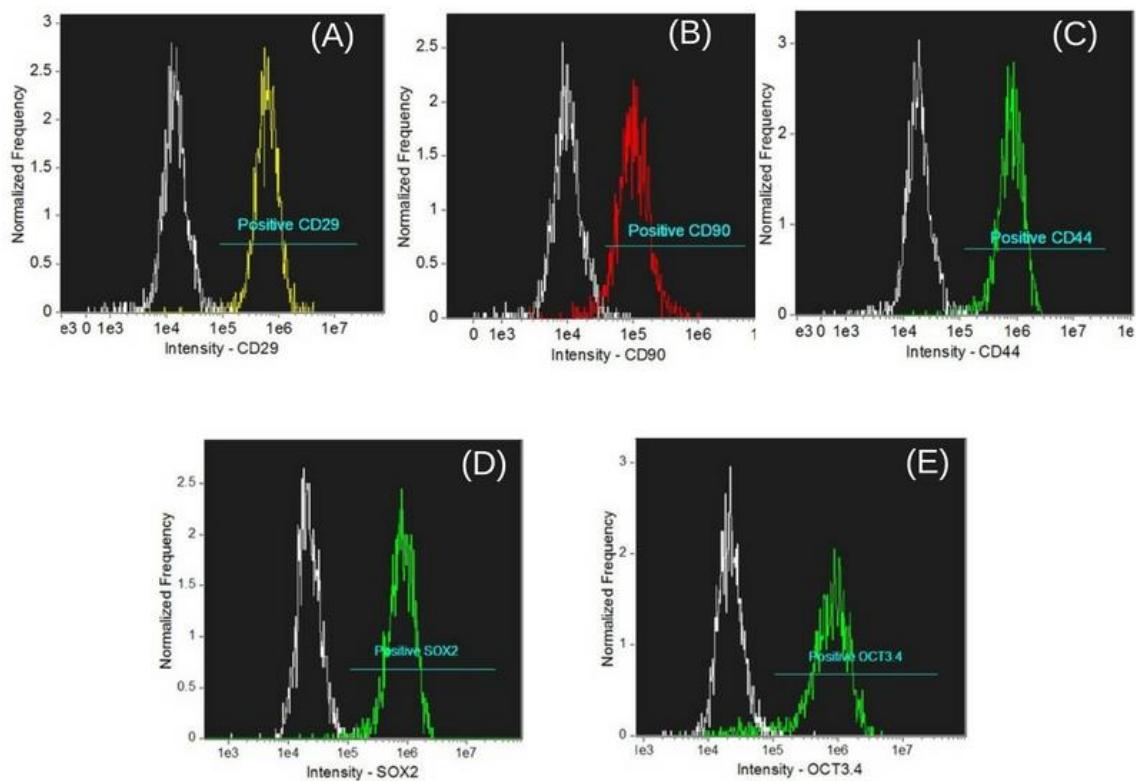 (A)
Normalized Frequency
3
2.5
2
1.5
1
0.5
0
Positive CD29
e3 0 1e3 1e4 1e5 1e6 1e7
Intensity - CD29
(B)
Normalized Frequency
2.5
2
1.5
1
0.5
0
Positive CD90
0 1e3 1e4 1e5 1e6 1
Intensity - CD90
(C)
Normalized Frequency
3
2
1
0
Positive CD44
e3 0 1e3 1e4 1e5 1e6 1e7 1e
Intensity - CD44
(D)
Normalized Frequency
2.5
2
1.5
1
0.5
0
Positive SOX2
1e3 1e4 1e5 1e6 1e7
Intensity - SOX2
(E)
Normalized Frequency
3
2
1
0
Positive OCT3.4
1e3 1e4 1e5 1e6 1e7
Intensity - OCT3.4